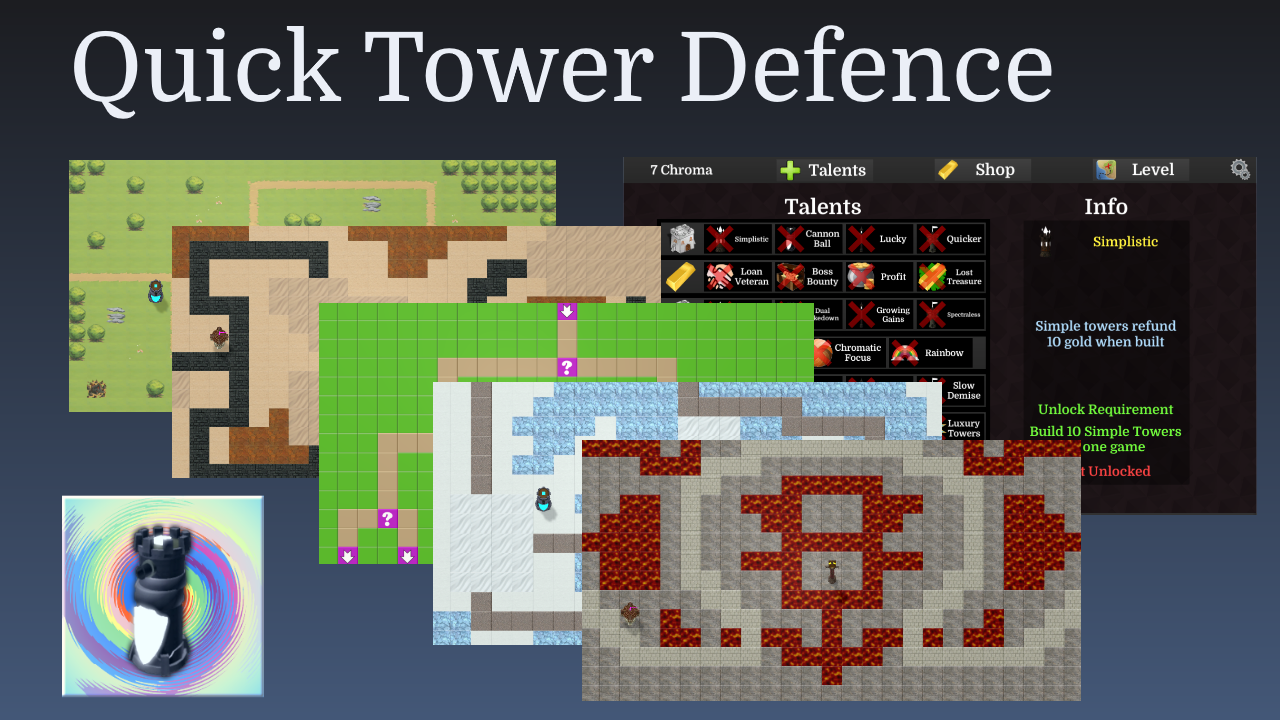 Quick Tower Defence
7 Chroma
Talents
Shop
Level
Talents
Info
Simplistic
Cannon
Ball
Lucky
Quicker
Simplistic
Loan
Veteran
Boss
Bounty
Profit
Lost
Treasure
Dual
Growing
Gains
Spectraless
Simple towers refund
10 gold when built
Chromatic
Focus
Rainbow
Slow
Demise
Luxury
Towers
Unlock Requirement
Build 10 Simple Towers
one game
Unlocked
?
?